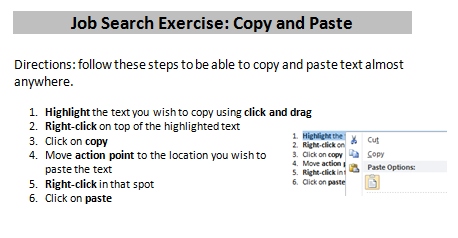 Job Search Exercise: Copy and Paste
Directions: follow these steps to be able to copy and paste text almost
anywhere.
1. Highlight the text you wish to copy using click and drag
2. Right-click on top of the highlighted text
3. Click on copy
4. Move action point to the location you wish to
paste the text
5. Right-click in that spot
6. Click on paste
1. Highlight the
2. Right-click on
3. Click on copy
4. Move action
5. Right-click in
6. Click on paste
Cut
Copy
Paste Options: